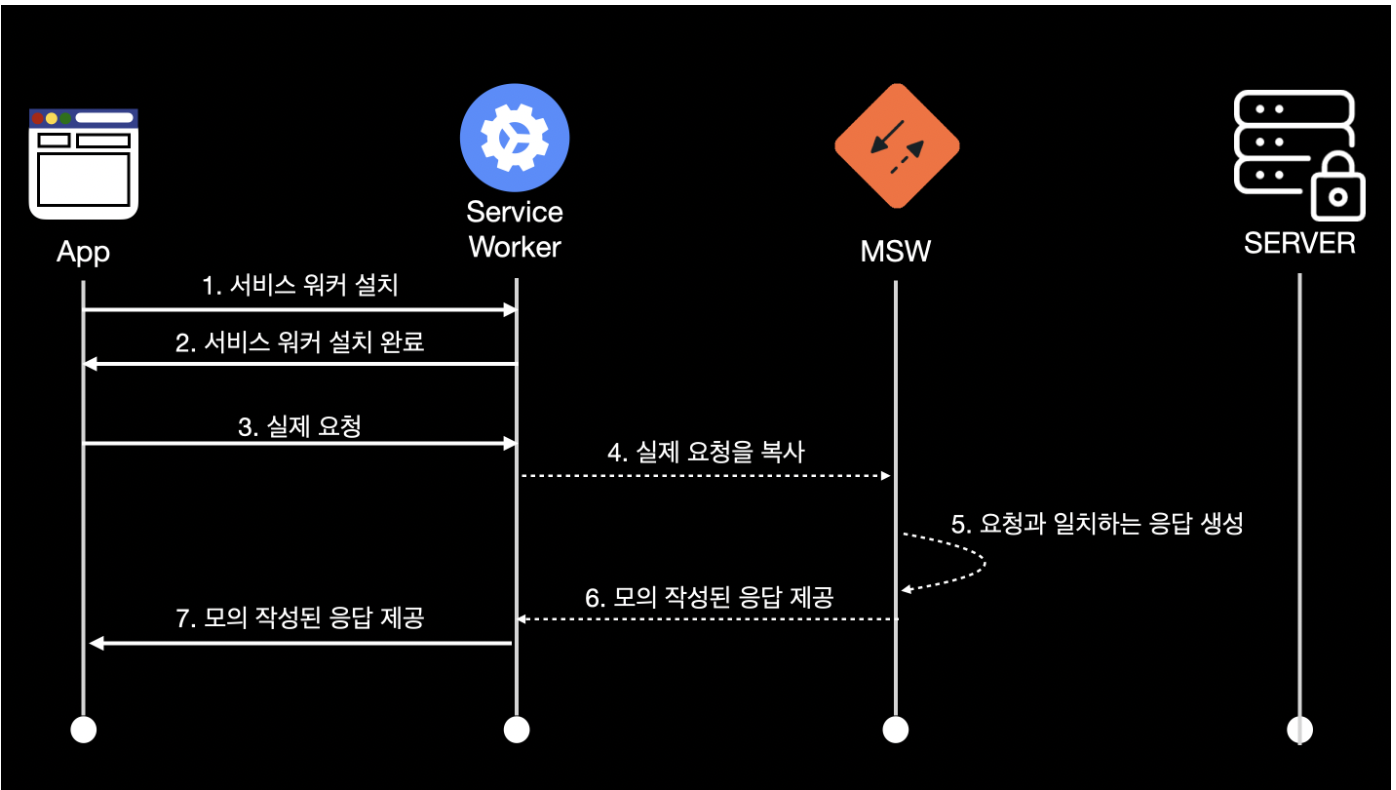 App
Service
Worker
MSW
SERVER
1. 서비스 워커 설치
2. 서비스 워커 설치 완료
3. 실제 요청
4. 실제 요청을 복사
5. 요청과 일치하는 응답 생성
6. 모의 작성된 응답 제공
7. 모의 작성된 응답 제공